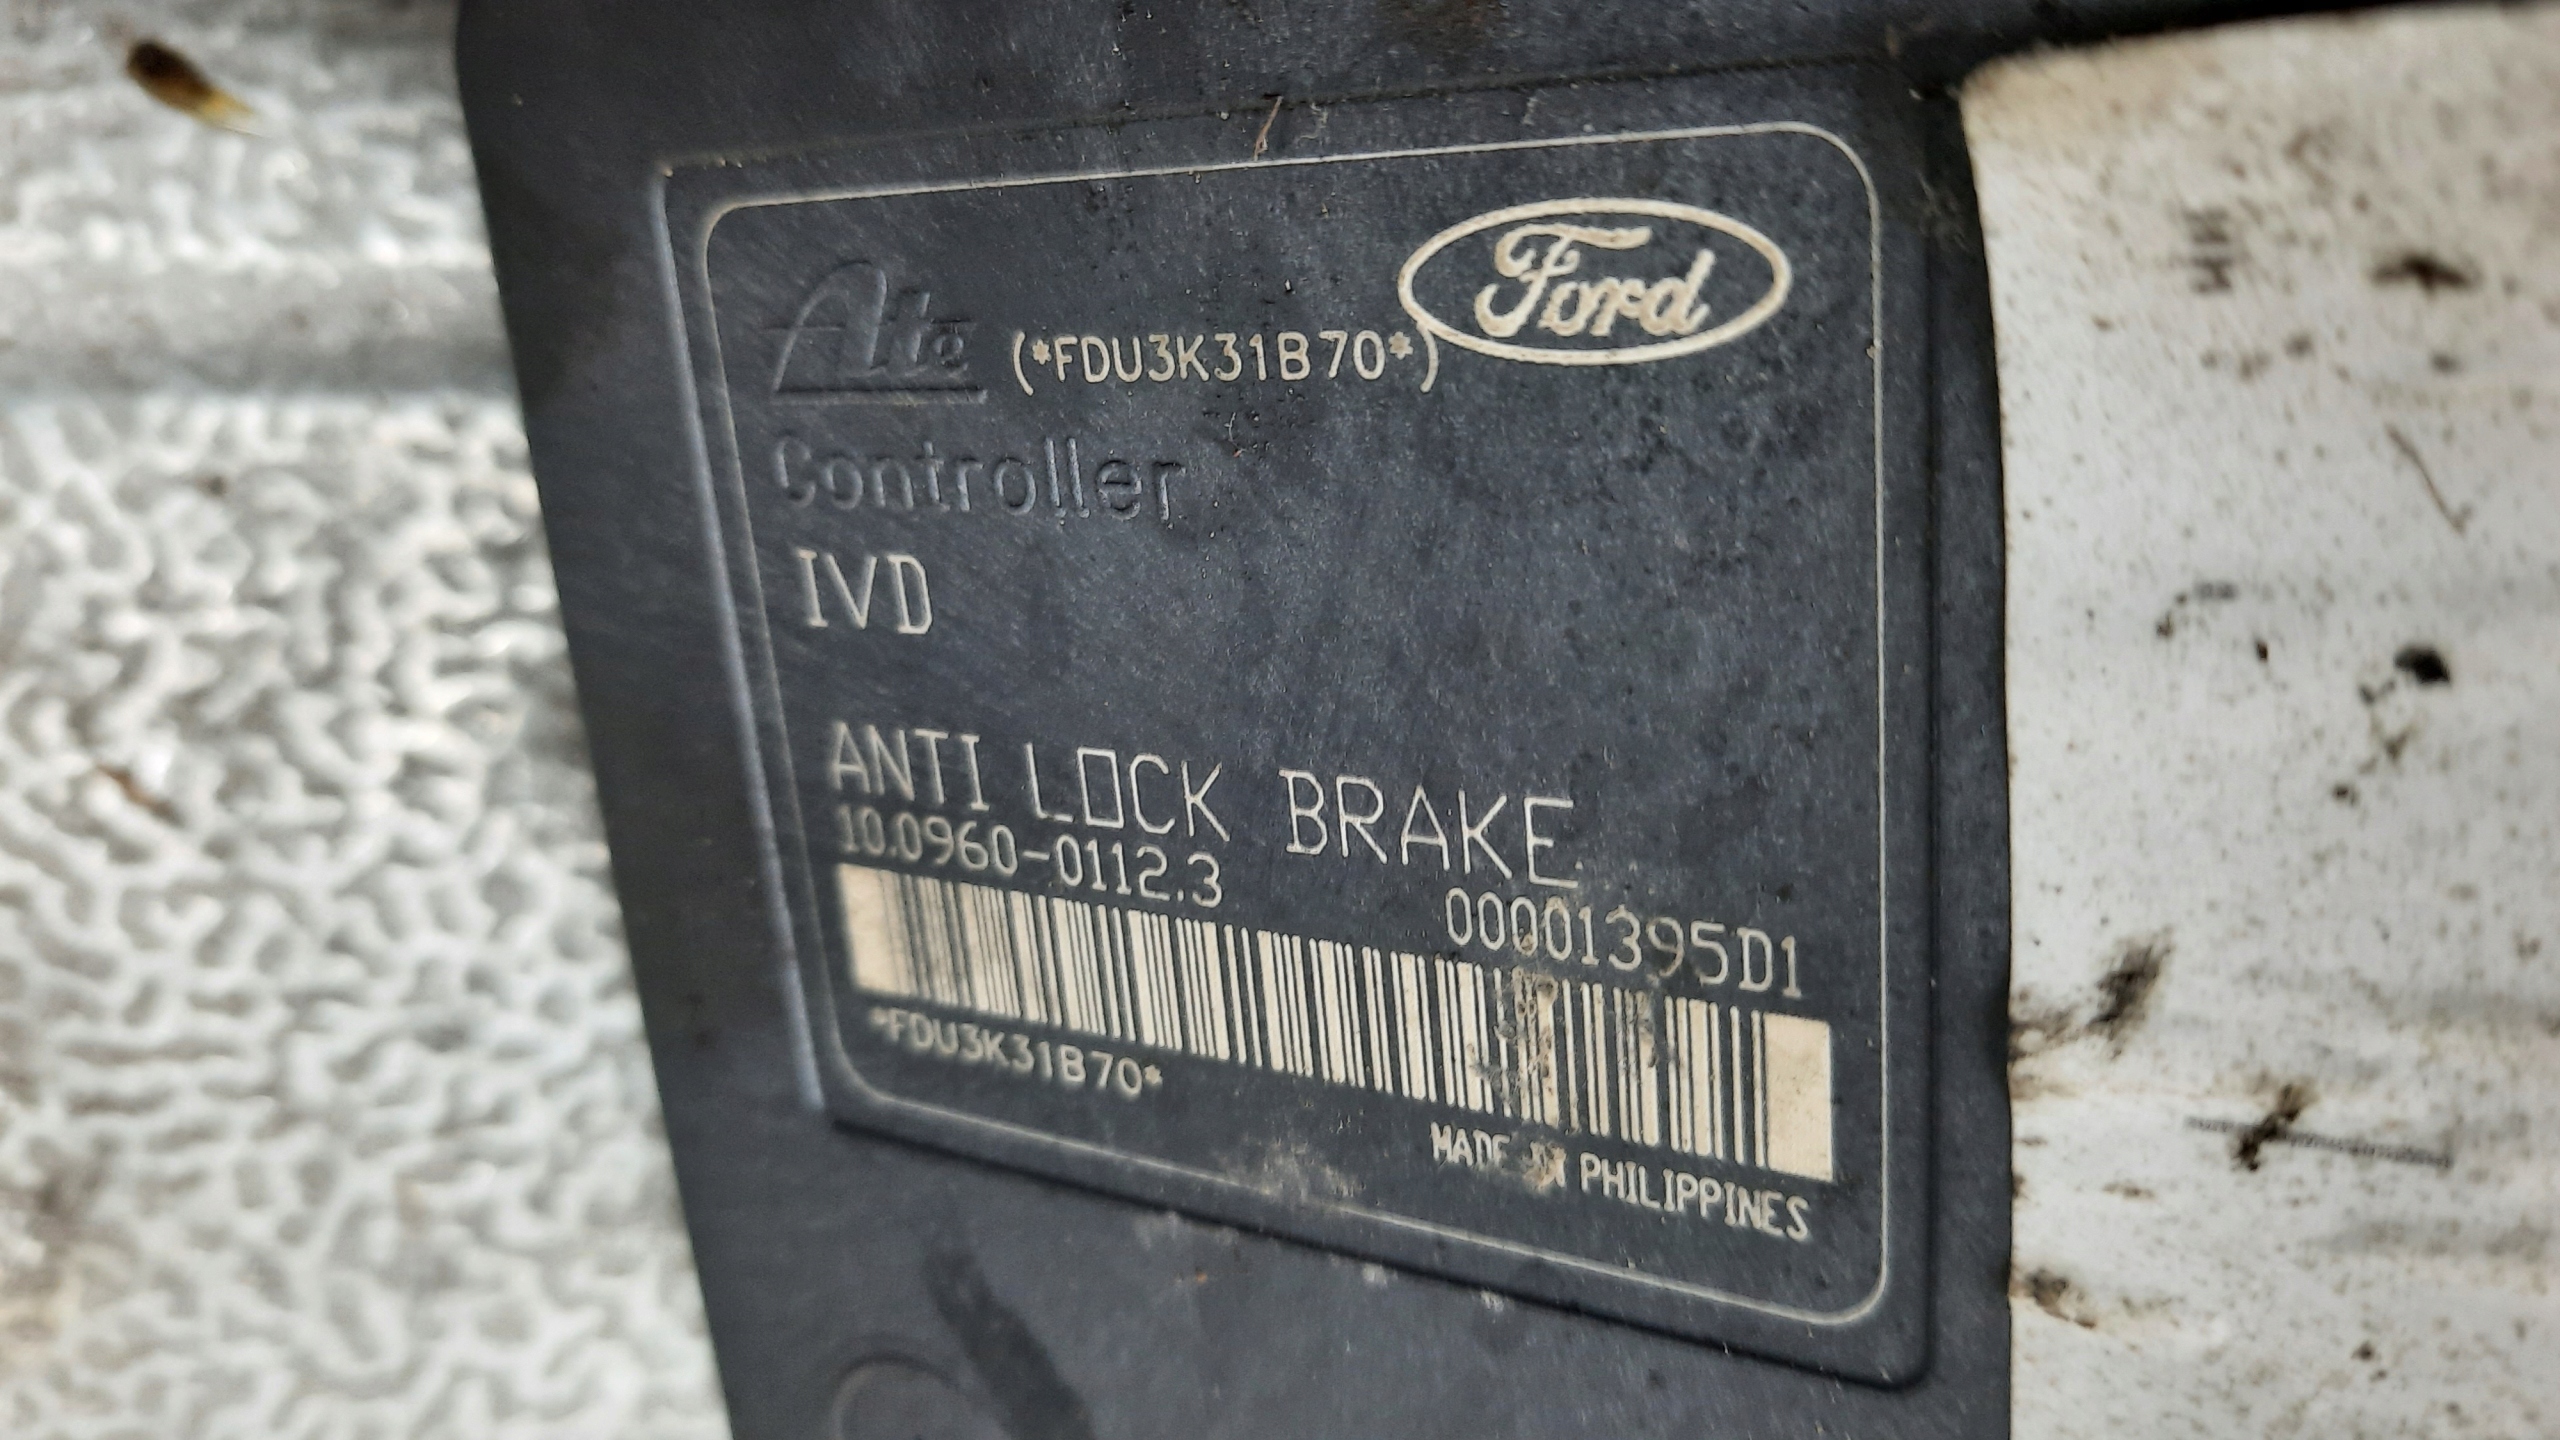 Ate (*FDU3K31B70*) Ford
Controller
IVD
ANTI LOCK BRAKE
10.0960-0112.3 00001395D1
*FDU3K31B70*
MADE IN PHILIPPINES